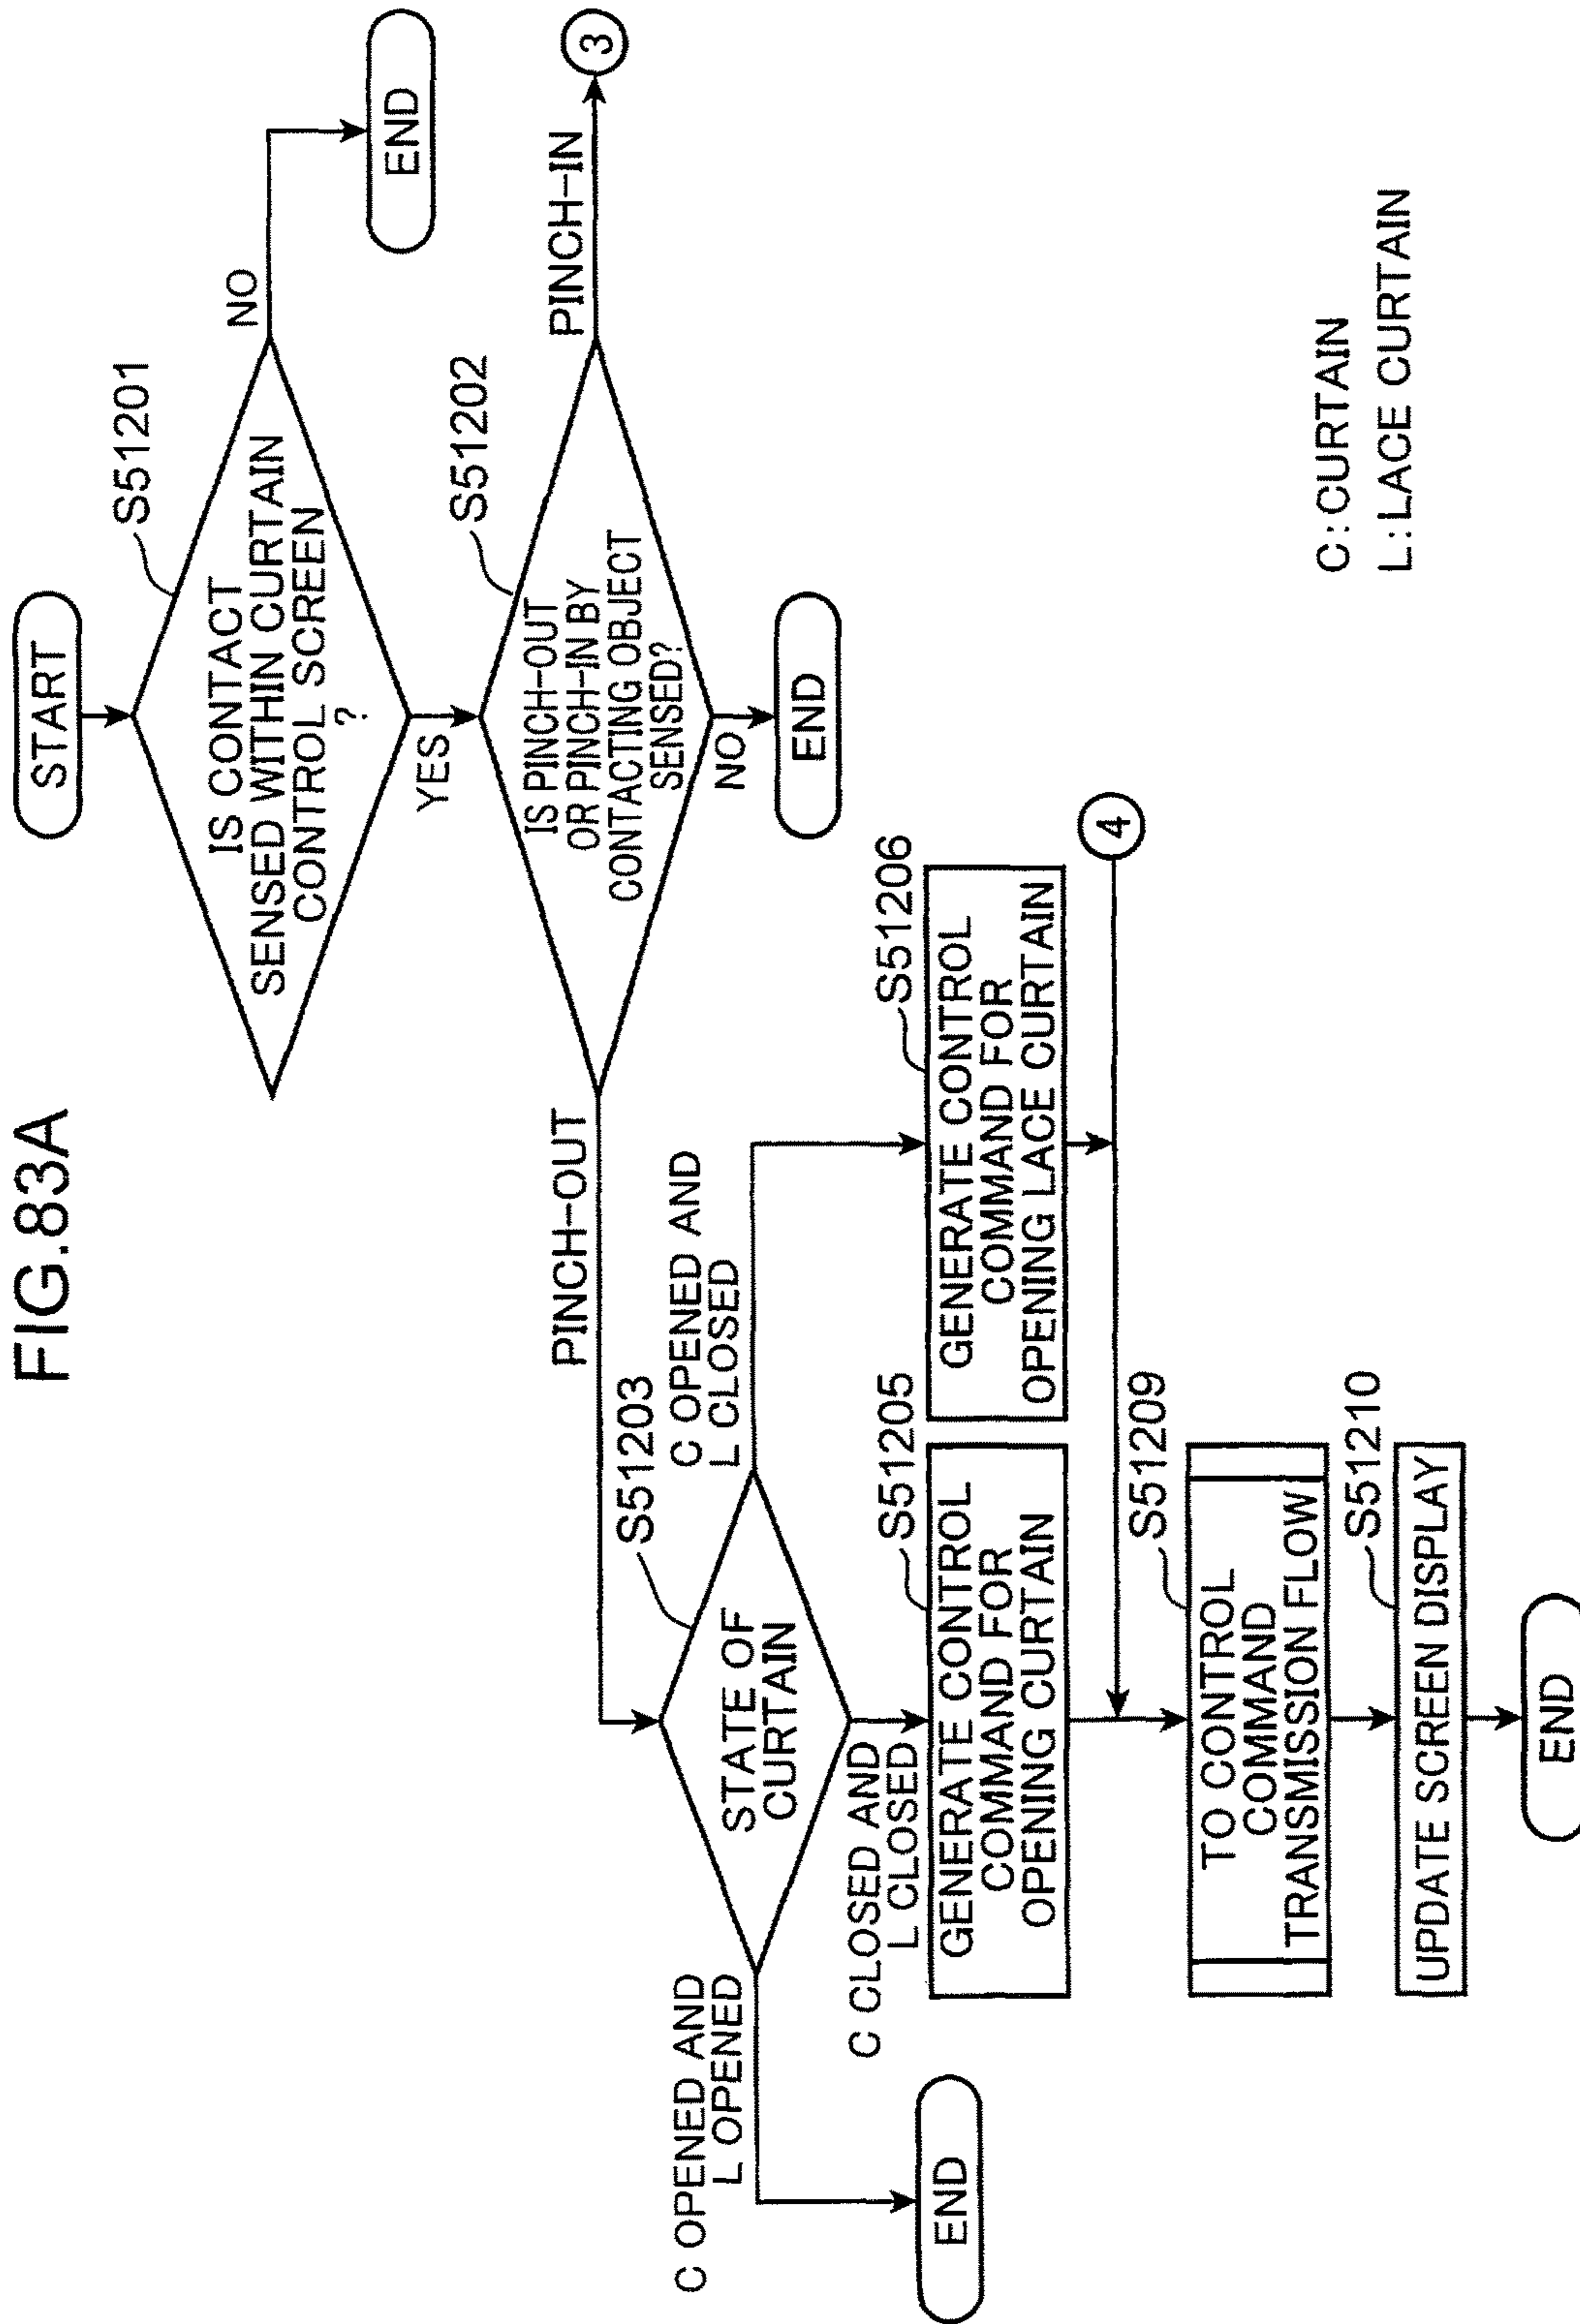 FIG.83A
START
IS CONTACT
SENSED WITHIN CURTAIN
CONTROL SCREEN
?
S51201
NO
END
YES
IS PINCH-OUT
OR PINCH-IN BY
CONTACTING OBJECT
SENSED?
S51202
PINCH-IN
3
NO
END
PINCH-OUT
STATE OF
CURTAIN
S51203
C OPENED AND
L OPENED
END
C OPENED AND
L CLOSED
C CLOSED AND
L CLOSED
GENERATE CONTROL
COMMAND FOR
OPENING CURTAIN
S51205
GENERATE CONTROL
COMMAND FOR
OPENING LACE CURTAIN
S51206
4
TO CONTROL
COMMAND
TRANSMISSION FLOW
S51209
UPDATE SCREEN DISPLAY
S51210
END
C:CURTAIN
L:LACE CURTAIN